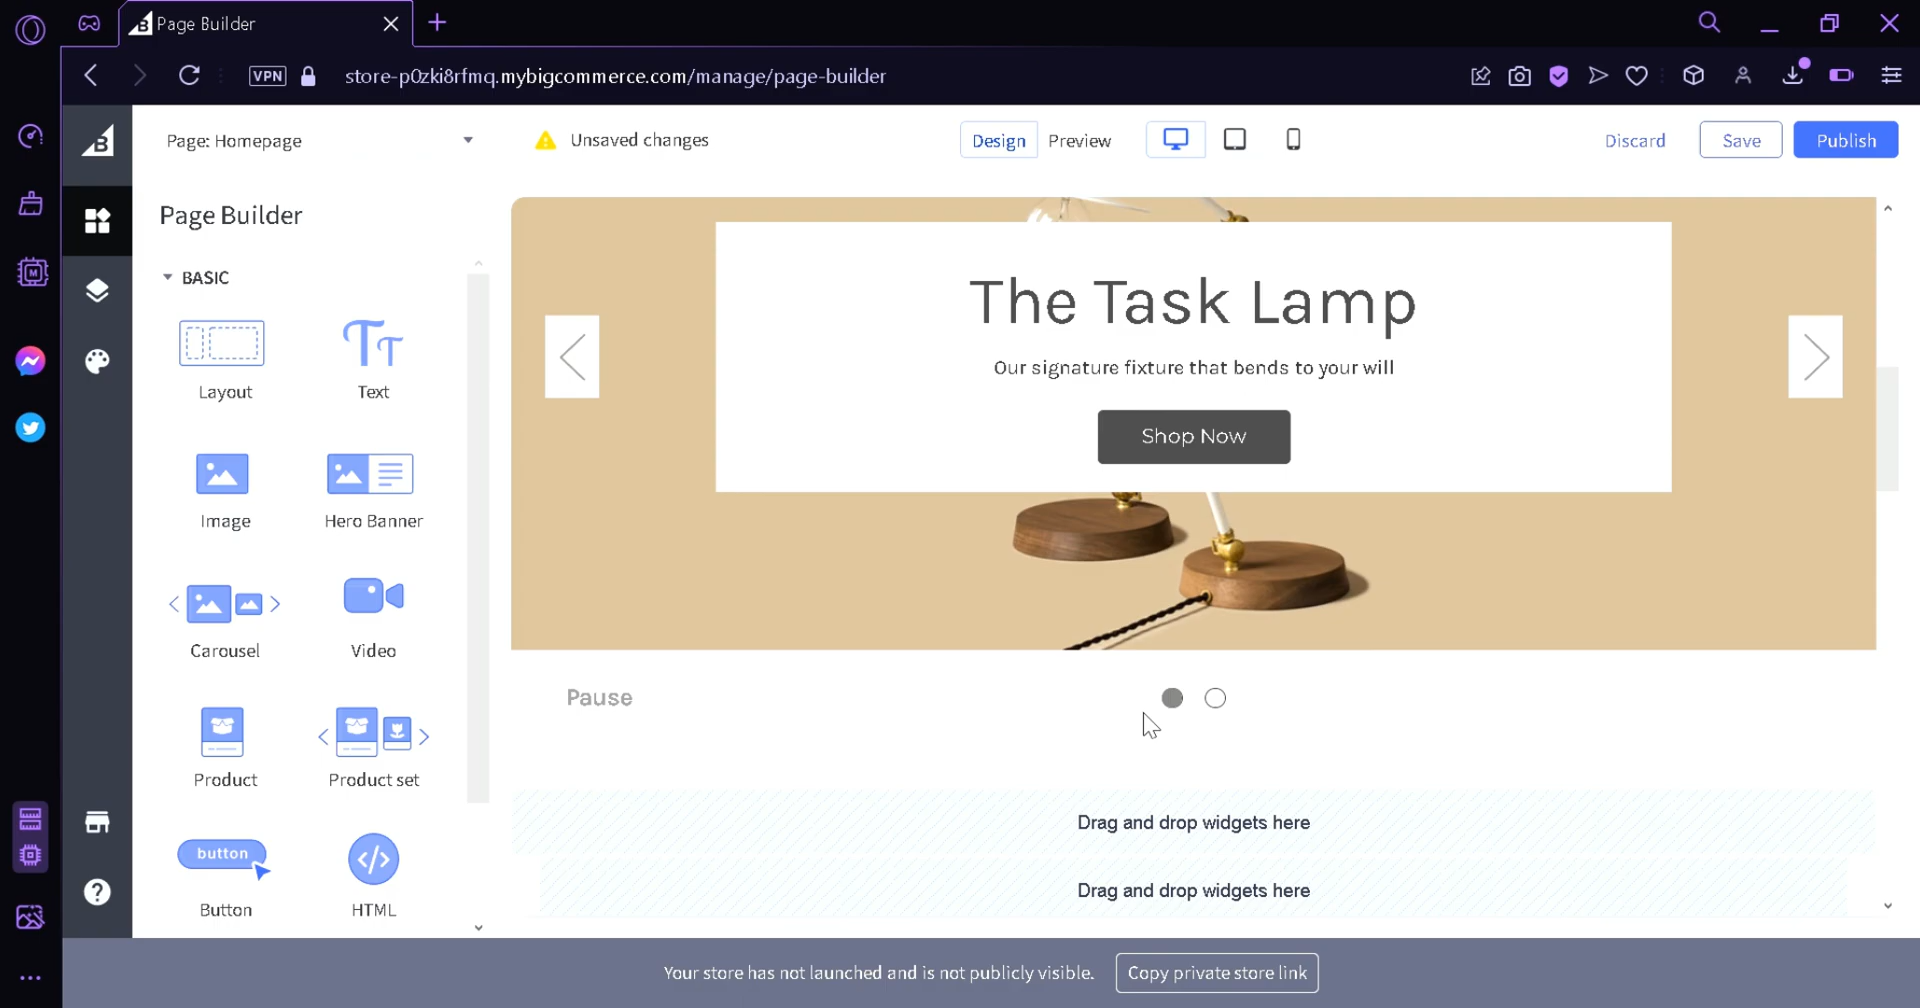 Page Builder
VPN
store-p0zki8rfmq.mybigcommerce.com/manage/page-builder
Page: Homepage
Unsaved changes
Design
Preview
Discard
Save
Publish
Page Builder
BASIC
Layout
Text
Image
Hero Banner
Carousel
Video
Product
Product set
button
Button
HTML
The Task Lamp
Our signature fixture that bends to your will
Shop Now
Pause
Drag and drop widgets here
Drag and drop widgets here
Your store has not launched and is not publicly visible.
Copy private store link